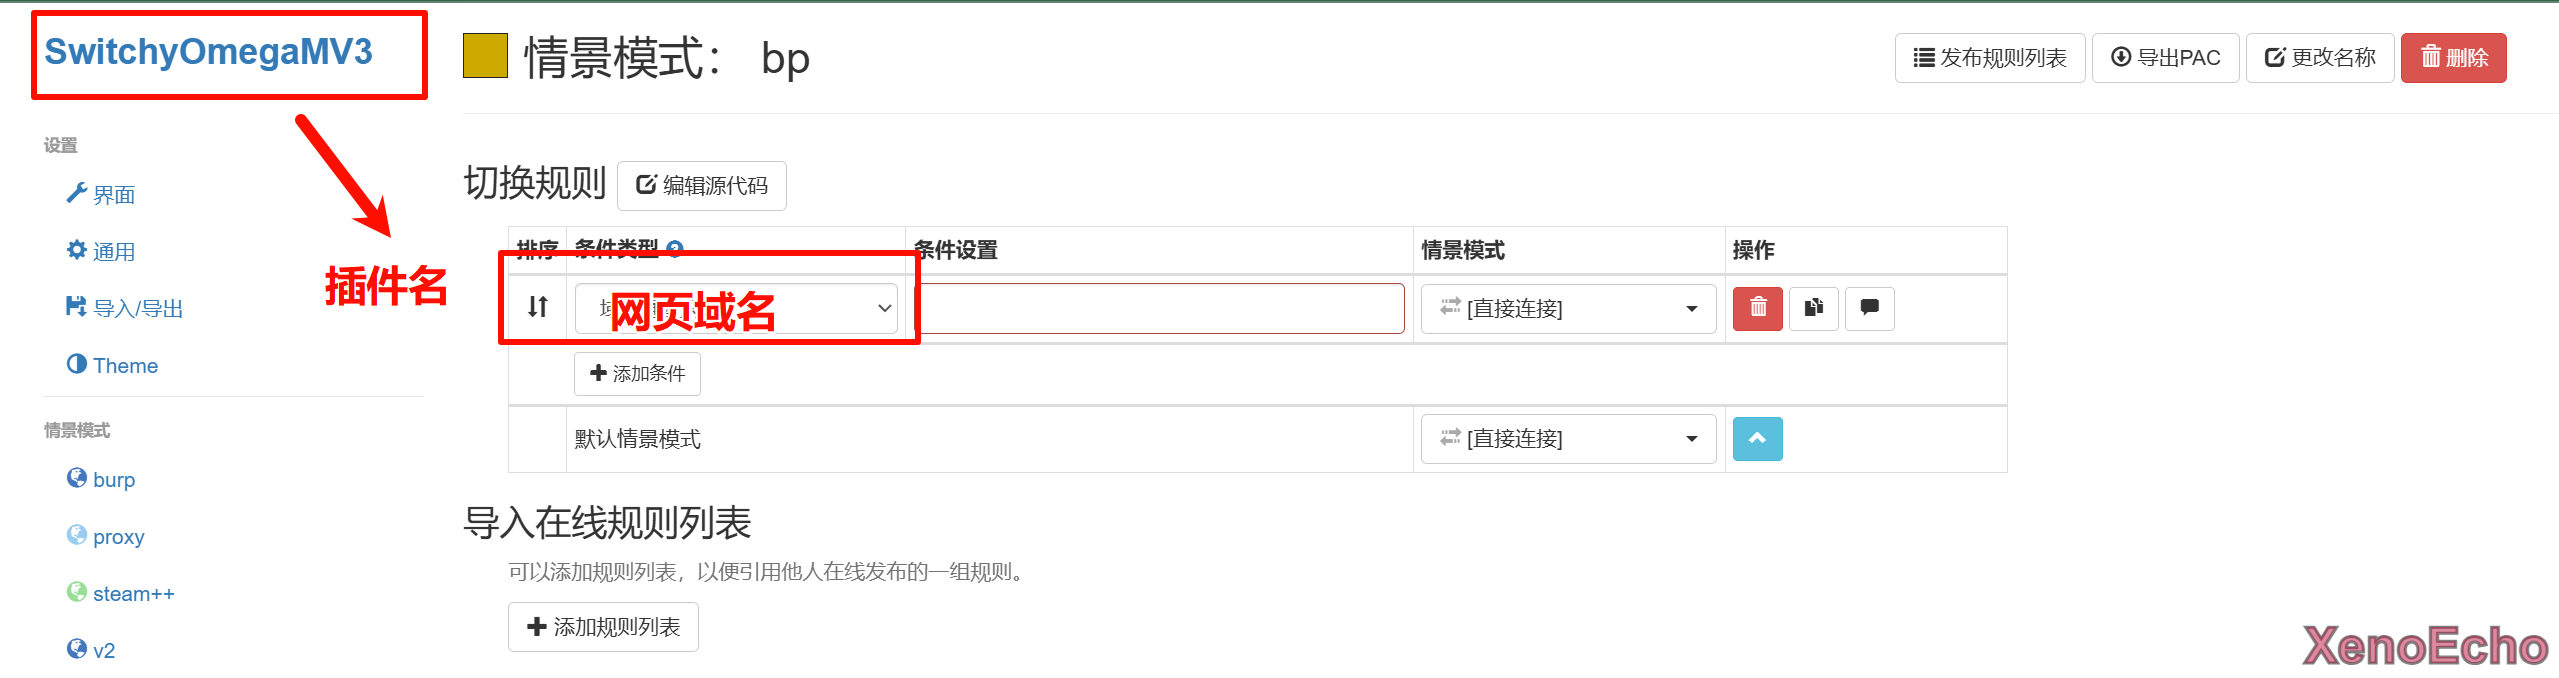 SwitchyOmegaMV3
情景模式： bp
发布规则列表 导出PAC 更改名称 删除
设置
界面
通用
导入/导出
Theme
情景模式
burp
proxy
steam++
v2
插件名
切换规则 编辑源代码
排序 条件类型 条件设置 情景模式 操作
网页域名 [直接连接]
添加条件
默认情景模式 [直接连接]
导入在线规则列表
可以添加规则列表，以便引用他人在线发布的一组规则。
添加规则列表
XenoEcho